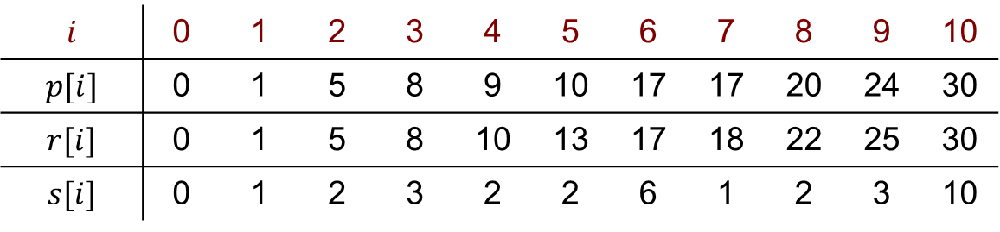 i 0 1 2 3 4 5 6 7 8 9 10
p[i] 0 1 5 8 9 10 17 17 20 24 30
r[i] 0 1 5 8 10 13 17 18 22 25 30
s[i] 0 1 2 3 2 2 6 1 2 3 10